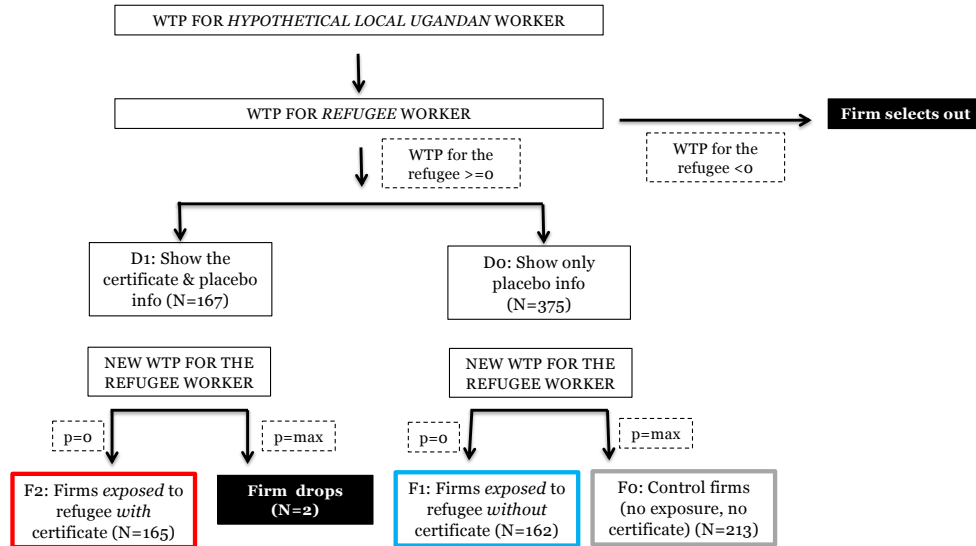 WTP FOR HYPOTHETICAL LOCAL UGANDAN WORKER
WTP FOR REFUGEE WORKER
Firm selects out
WTP for the
refugee >=0
WTP for the
refugee <0
D1: Show the
certificate & placebo
info (N=167)
D0: Show only
placebo info
(N=375)
NEW WTP FOR THE
REFUGEE WORKER
NEW WTP FOR THE
REFUGEE WORKER
p=0
p=max
p=0
p=max
F2: Firms exposed to
refugee with
certificate (N=165)
Firm drops
(N=2)
F1: Firms exposed to
refugee without
certificate (N=162)
F0: Control firms
(no exposure, no
certificate) (N=213)